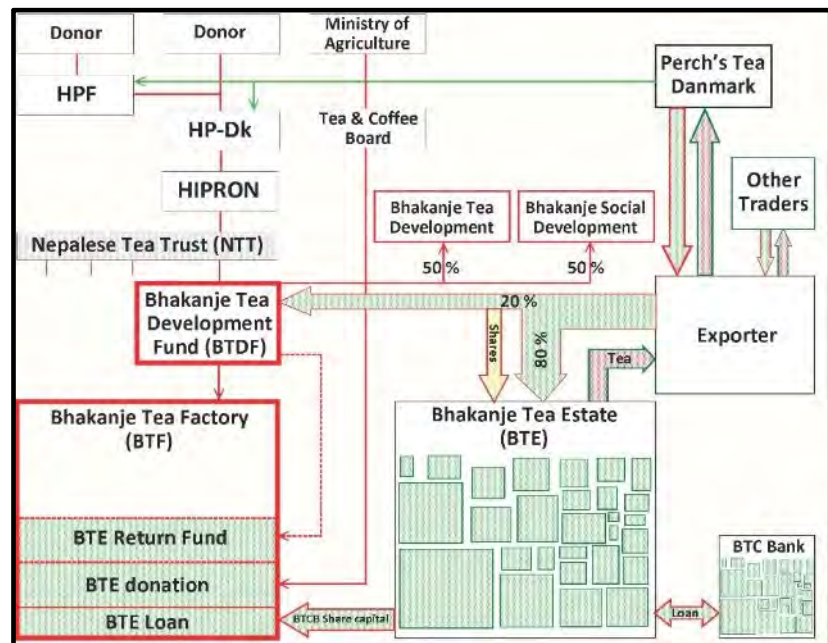 Donor
Donor
Ministry of
Agriculture
HPF
Perch's Tea
Danmark
HP-Dk
Tea & Coffee
Board
HIPRON
Other
Traders
Bhakanje Tea
Development
Bhakanje Social
Development
Nepalese Tea Trust (NTT)
50 %
50 %
Bhakanje Tea
Development
Fund (BTDF)
20 %
Shares
80 %
Exporter
Tea
Bhakanje Tea Factory
(BTF)
Bhakanje Tea Estate
(BTE)
BTE Return Fund
BTC Bank
BTE donation
BTE Loan
BTCB Share capital
Loan